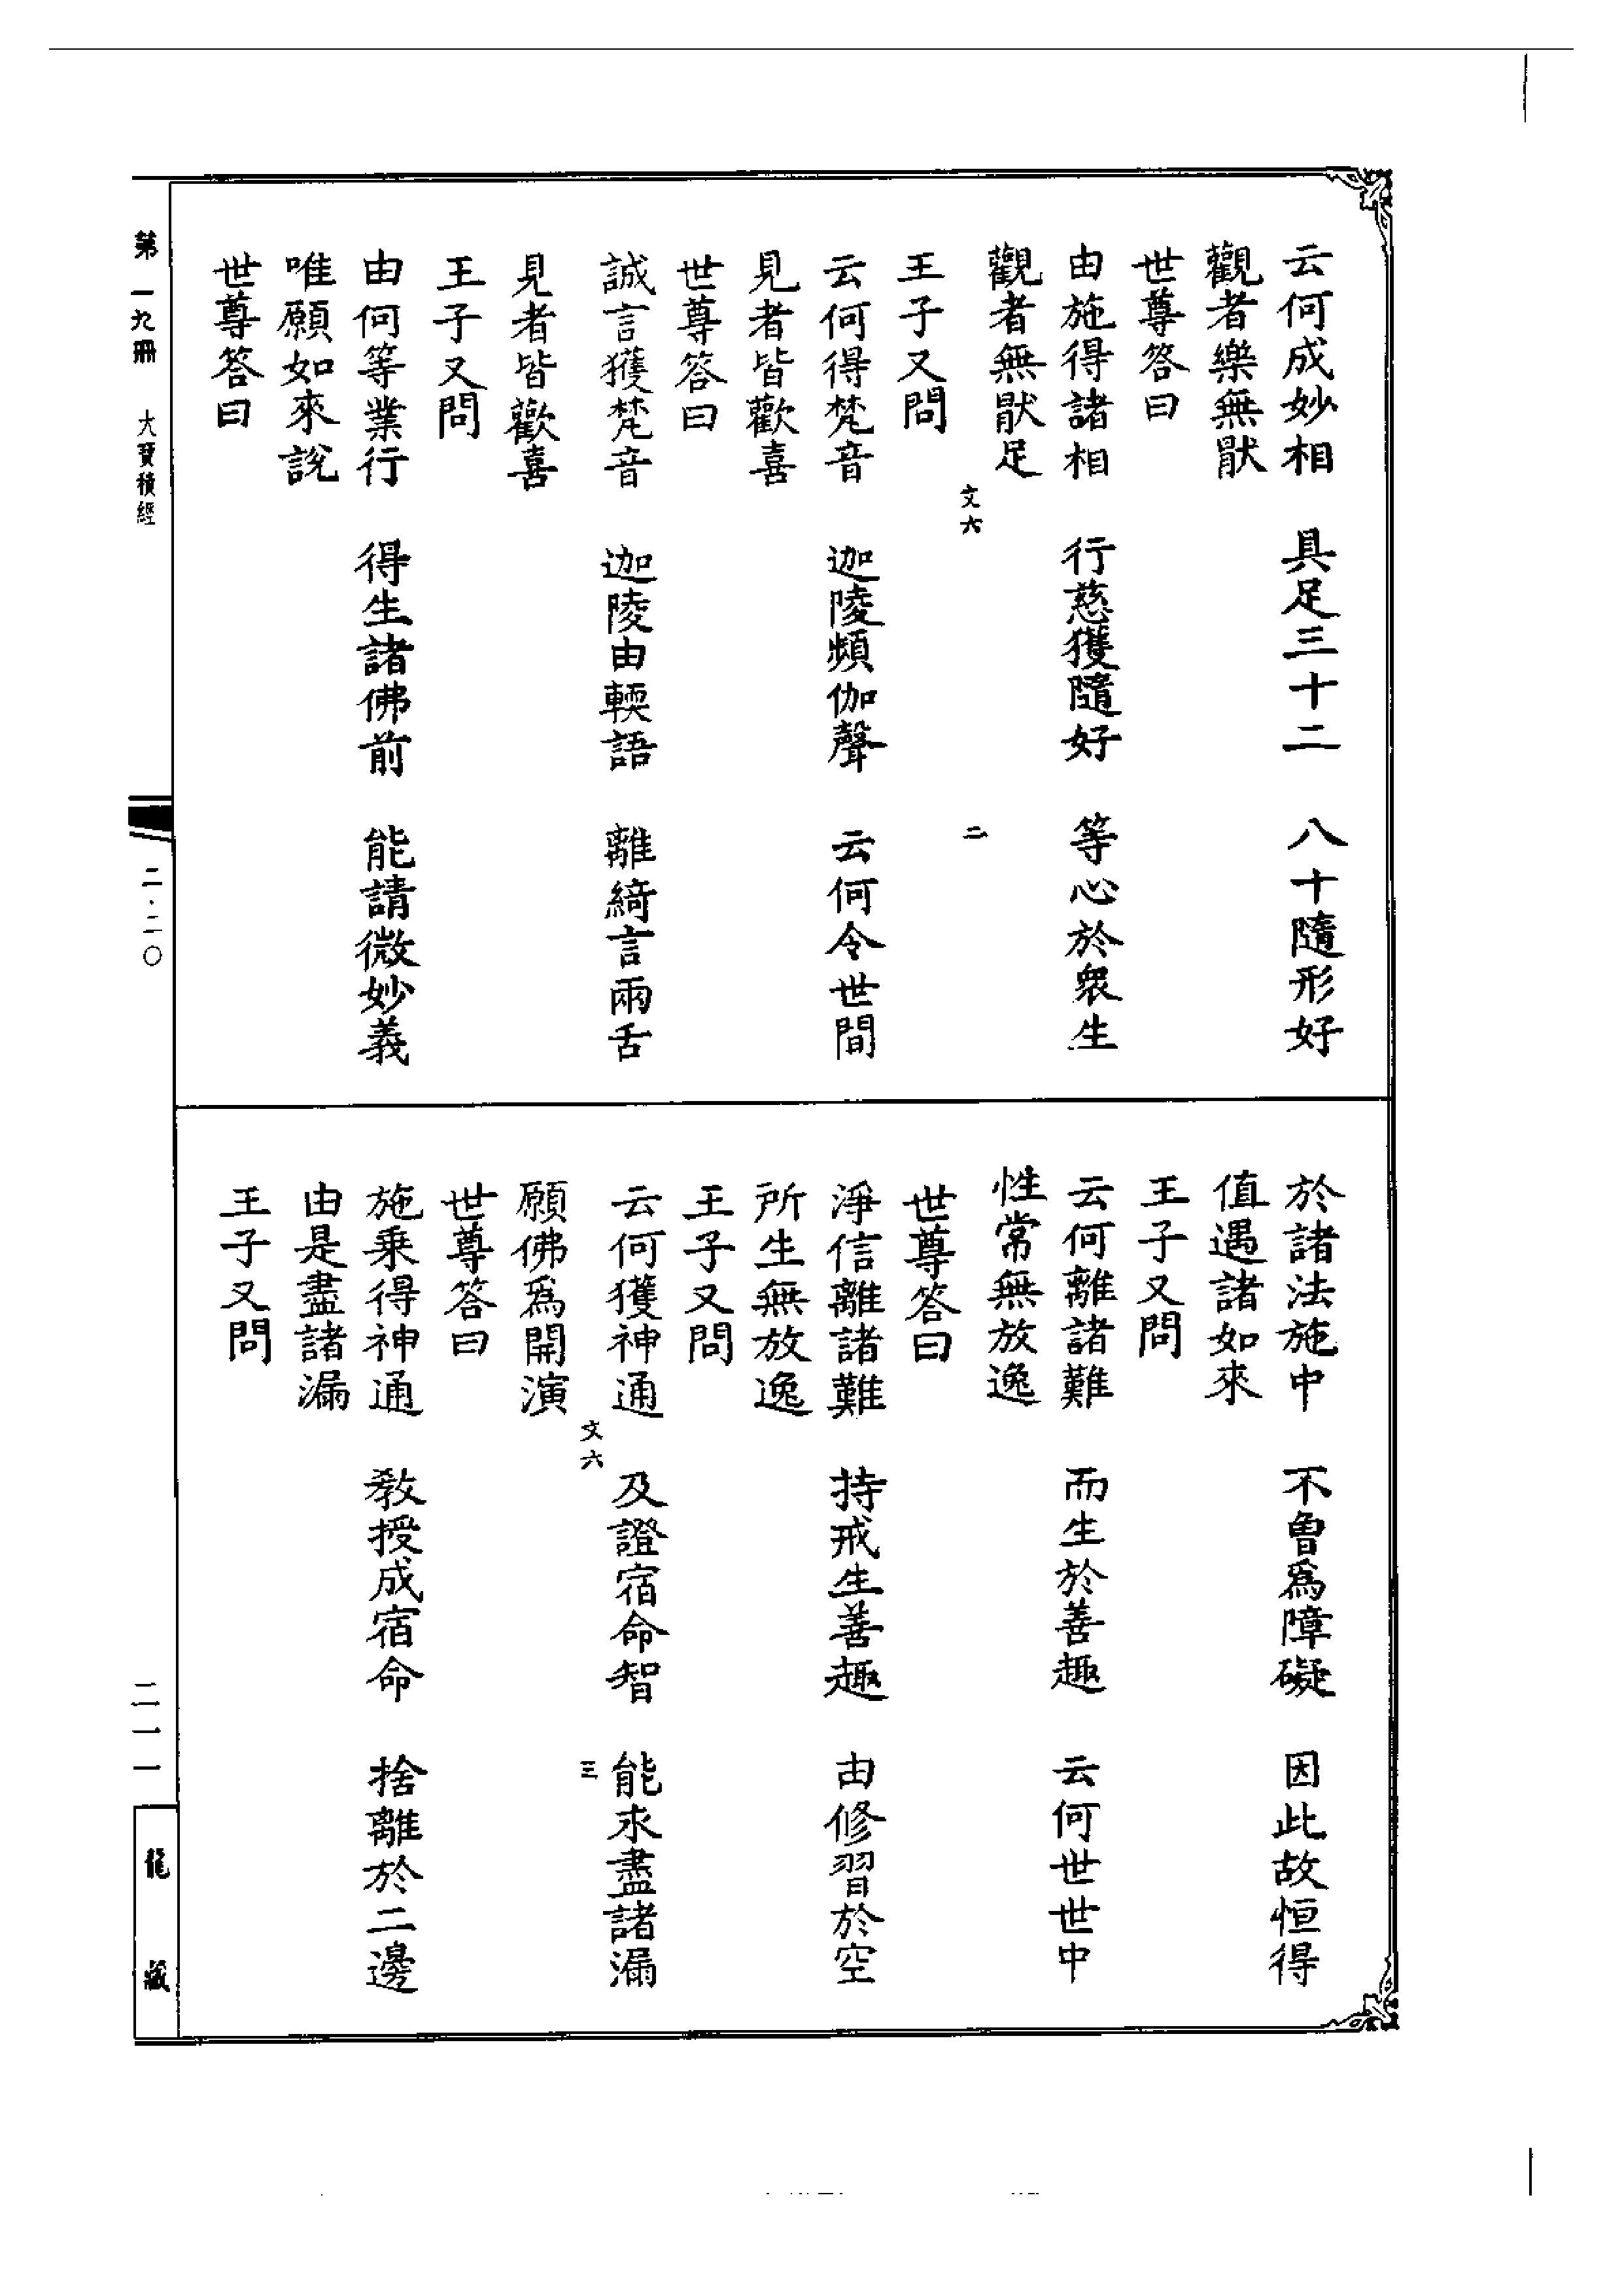 云何成妙相　具足三十二　八十隨形好
觀者樂無猒
世尊答曰
由施得諸相　行慈獲隨好　等心於衆生
觀者無猒足
文六　二
王子又問
云何得梵音　迦陵頻伽聲　云何令世間
見者皆歡喜
世尊答曰
誠言獲梵音　迦陵由輭語　離綺言兩舌
見者皆歡喜
王子又問
由何等業行　得生諸佛前　能請微妙義
唯願如來說
世尊答曰
於諸法施中　不曾爲障礙　因此故恒得
值遇諸如來
王子又問
云何離諸難　而生於善趣　云何世世中
性常無放逸
世尊答曰
淨信離諸難　持戒生善趣　由修習於空
所生無放逸
王子又問
云何獲神通　及證宿命智　能永盡諸漏
文六　三
願佛爲開演
世尊答曰
施乘得神通　教授成宿命　捨離於二邊
由是盡諸漏
王子又問
第一九冊　大寶積經　二·二〇　二一一　龍藏